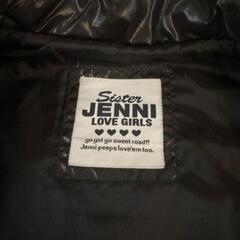 Sister
JENNI
LOVE GIRLS
♥ ♥ ♥ ♥
go girl go sweet road!!
Jenni peeps love'em too.